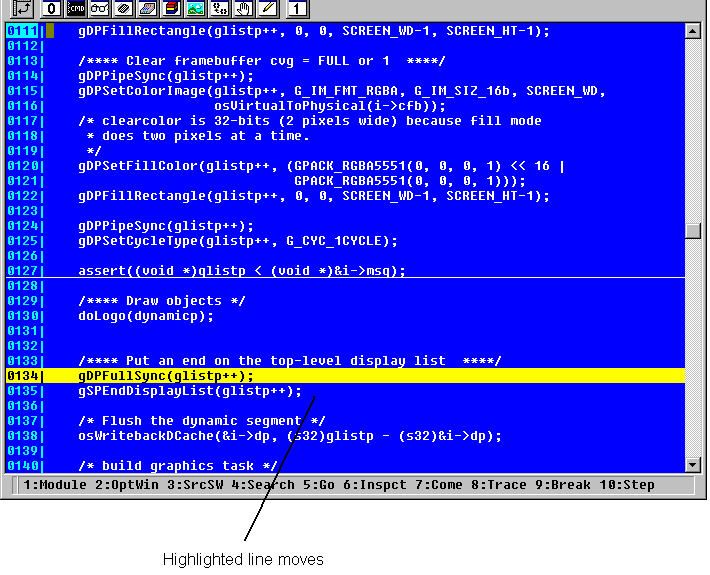 0 CMD 1
0111| gDPFillRectangle(glistp++, 0, 0, SCREEN_WD-1, SCREEN_HT-1);
0112|
0113| /**** Clear framebuffer cvg = FULL or 1  ****/
0114| gDPPipeSync(glistp++);
0115| gDPSetColorImage(glistp++, G_IM_FMT_RGBA, G_IM_SIZ_16b, SCREEN_WD,
0116| osVirtualToPhysical(i->cfb));
0117| /* clearcolor is 32-bits (2 pixels wide) because fill mode
0118| * does two pixels at a time.
0119| */
0120| gDPSetFillColor(glistp++, (GPACK_RGBA5551(0, 0, 0, 1) << 16 |
0121| GPACK_RGBA5551(0, 0, 0, 1)));
0122| gDPFillRectangle(glistp++, 0, 0, SCREEN_WD-1, SCREEN_HT-1);
0123|
0124| gDPPipeSync(glistp++);
0125| gDPSetCycleType(glistp++, G_CYC_1CYCLE);
0126|
0127| assert((void *)glistp < (void *)&i->msq);
0128|
0129| /**** Draw objects */
0130| doLogo(dynamicp);
0131|
0132|
0133| /**** Put an end on the top-level display list  ****/
0134| gDPFullSync(glistp++);
0135| gSPEndDisplayList(glistp++);
0136|
0137| /* Flush the dynamic segment */
0138| osWritebackDCache(&i->dp, (s32)glistp - (s32)&i->dp);
0139|
0140| /* build graphics task */
1:Module 2:OptWin 3:SrcSW 4:Search 5:Go 6:Inspct 7:Come 8:Trace 9:Break 10:Step
Highlighted line moves